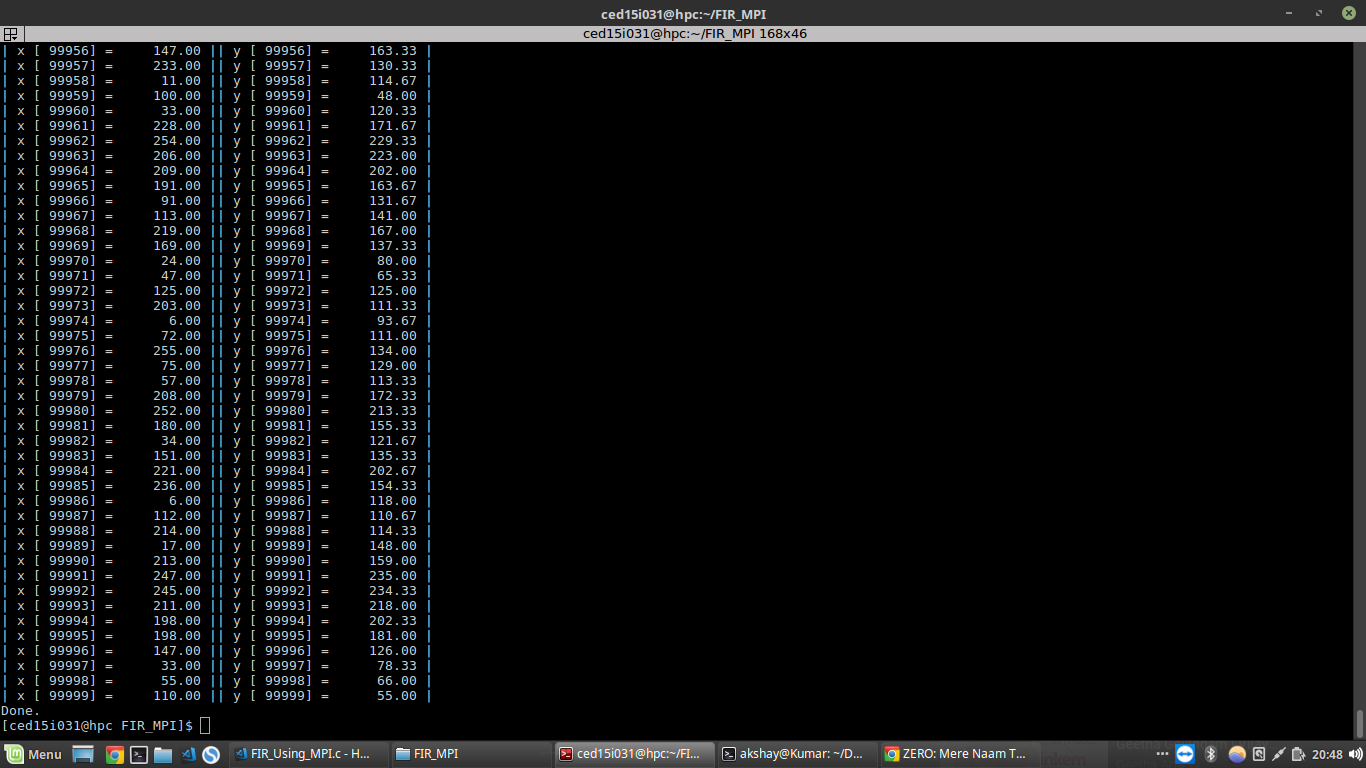 ced15i031@hpc:~/FIR_MPI
ced15i031@hpc:~/FIR_MPI 168x46
| x [ 99956] = 147.00 || y [ 99956] = 163.33 |
| x [ 99957] = 233.00 || y [ 99957] = 130.33 |
| x [ 99958] = 11.00 || y [ 99958] = 114.67 |
| x [ 99959] = 100.00 || y [ 99959] = 48.00 |
| x [ 99960] = 33.00 || y [ 99960] = 120.33 |
| x [ 99961] = 228.00 || y [ 99961] = 171.67 |
| x [ 99962] = 254.00 || y [ 99962] = 229.33 |
| x [ 99963] = 206.00 || y [ 99963] = 223.00 |
| x [ 99964] = 209.00 || y [ 99964] = 202.00 |
| x [ 99965] = 191.00 || y [ 99965] = 163.67 |
| x [ 99966] = 91.00 || y [ 99966] = 131.67 |
| x [ 99967] = 113.00 || y [ 99967] = 141.00 |
| x [ 99968] = 219.00 || y [ 99968] = 167.00 |
| x [ 99969] = 169.00 || y [ 99969] = 137.33 |
| x [ 99970] = 24.00 || y [ 99970] = 80.00 |
| x [ 99971] = 47.00 || y [ 99971] = 65.33 |
| x [ 99972] = 125.00 || y [ 99972] = 125.00 |
| x [ 99973] = 203.00 || y [ 99973] = 111.33 |
| x [ 99974] = 6.00 || y [ 99974] = 93.67 |
| x [ 99975] = 72.00 || y [ 99975] = 111.00 |
| x [ 99976] = 255.00 || y [ 99976] = 134.00 |
| x [ 99977] = 75.00 || y [ 99977] = 129.00 |
| x [ 99978] = 57.00 || y [ 99978] = 113.33 |
| x [ 99979] = 208.00 || y [ 99979] = 172.33 |
| x [ 99980] = 252.00 || y [ 99980] = 213.33 |
| x [ 99981] = 180.00 || y [ 99981] = 155.33 |
| x [ 99982] = 34.00 || y [ 99982] = 121.67 |
| x [ 99983] = 151.00 || y [ 99983] = 135.33 |
| x [ 99984] = 221.00 || y [ 99984] = 202.67 |
| x [ 99985] = 236.00 || y [ 99985] = 154.33 |
| x [ 99986] = 6.00 || y [ 99986] = 118.00 |
| x [ 99987] = 112.00 || y [ 99987] = 110.67 |
| x [ 99988] = 214.00 || y [ 99988] = 114.33 |
| x [ 99989] = 17.00 || y [ 99989] = 148.00 |
| x [ 99990] = 213.00 || y [ 99990] = 159.00 |
| x [ 99991] = 247.00 || y [ 99991] = 235.00 |
| x [ 99992] = 245.00 || y [ 99992] = 234.33 |
| x [ 99993] = 211.00 || y [ 99993] = 218.00 |
| x [ 99994] = 198.00 || y [ 99994] = 202.33 |
| x [ 99995] = 198.00 || y [ 99995] = 181.00 |
| x [ 99996] = 147.00 || y [ 99996] = 126.00 |
| x [ 99997] = 33.00 || y [ 99997] = 78.33 |
| x [ 99998] = 55.00 || y [ 99998] = 66.00 |
| x [ 99999] = 110.00 || y [ 99999] = 55.00 |
Done.
[ced15i031@hpc FIR_MPI]$
Menu FIR_Using_MPI.c - H... FIR_MPI ced15i031@hpc:~/FI... akshay@Kumar: ~/D... ZERO: Mere Naam T... 20:48